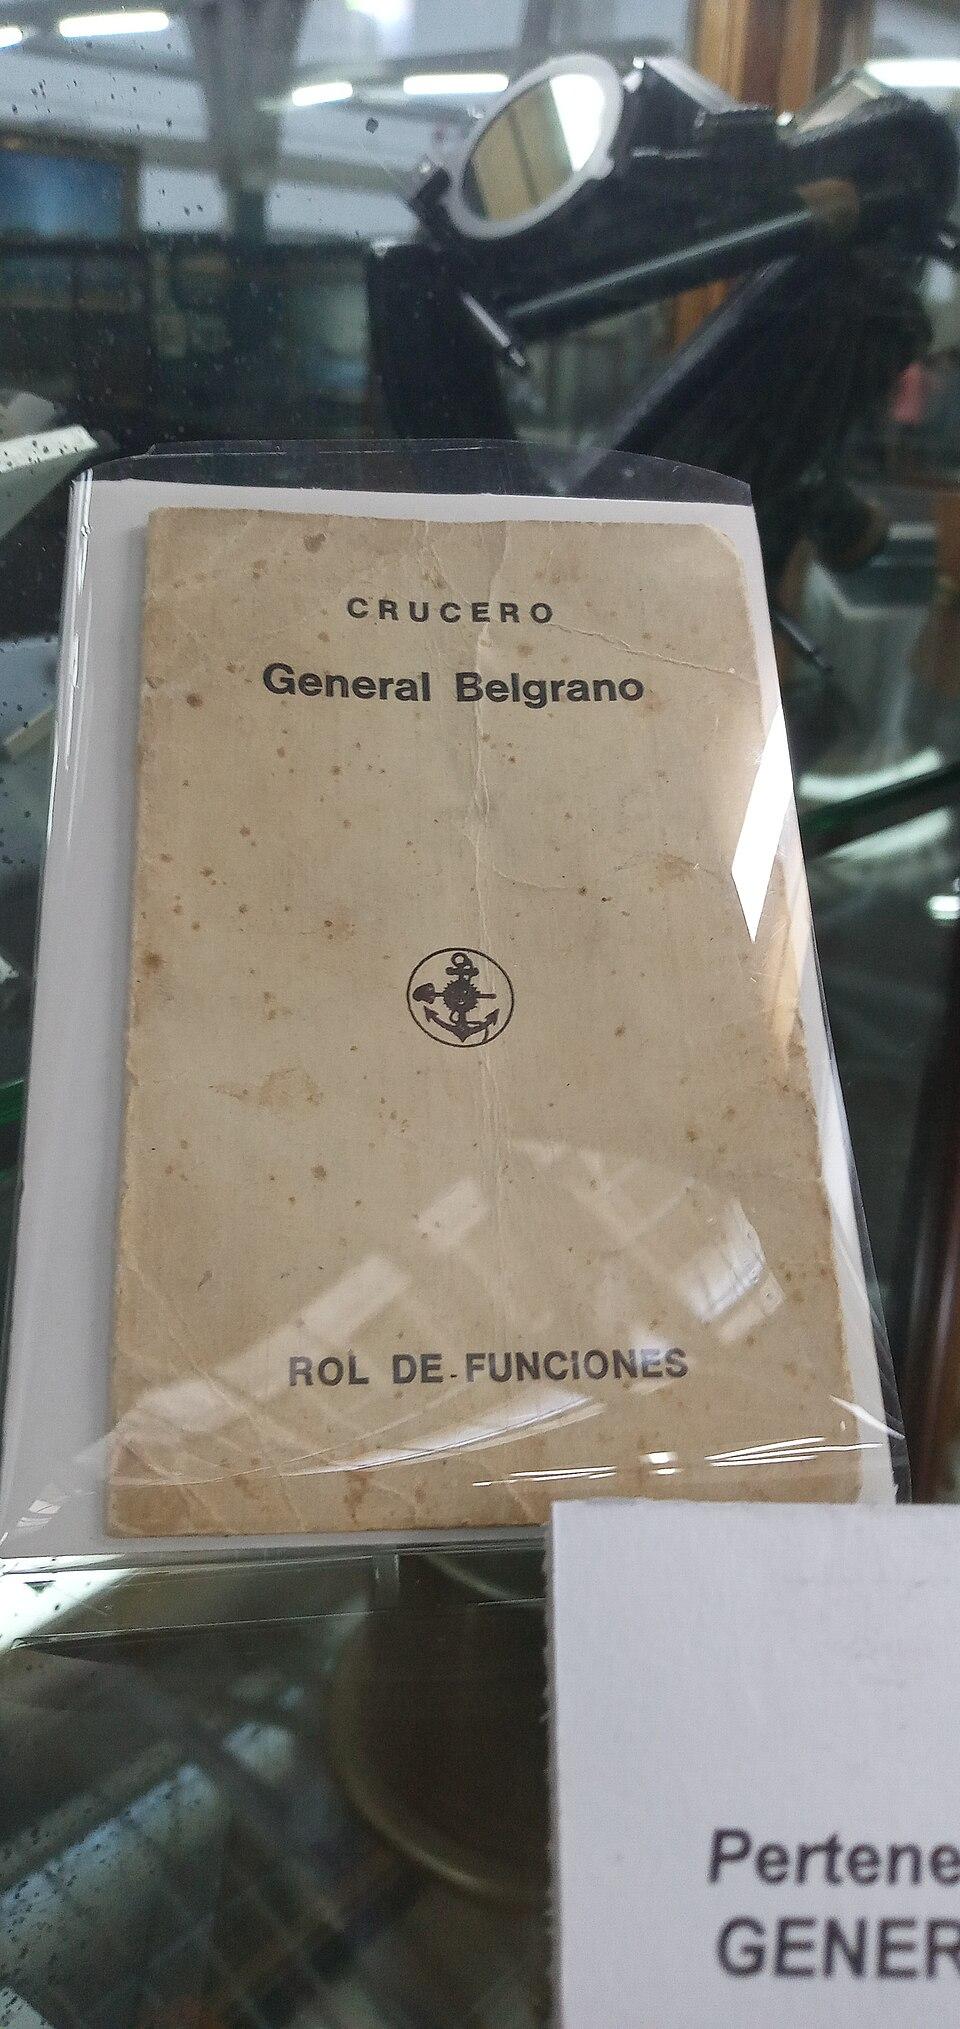 CRUCERO
General Belgrano
ROL DE FUNCIONES
Pertene
GENER